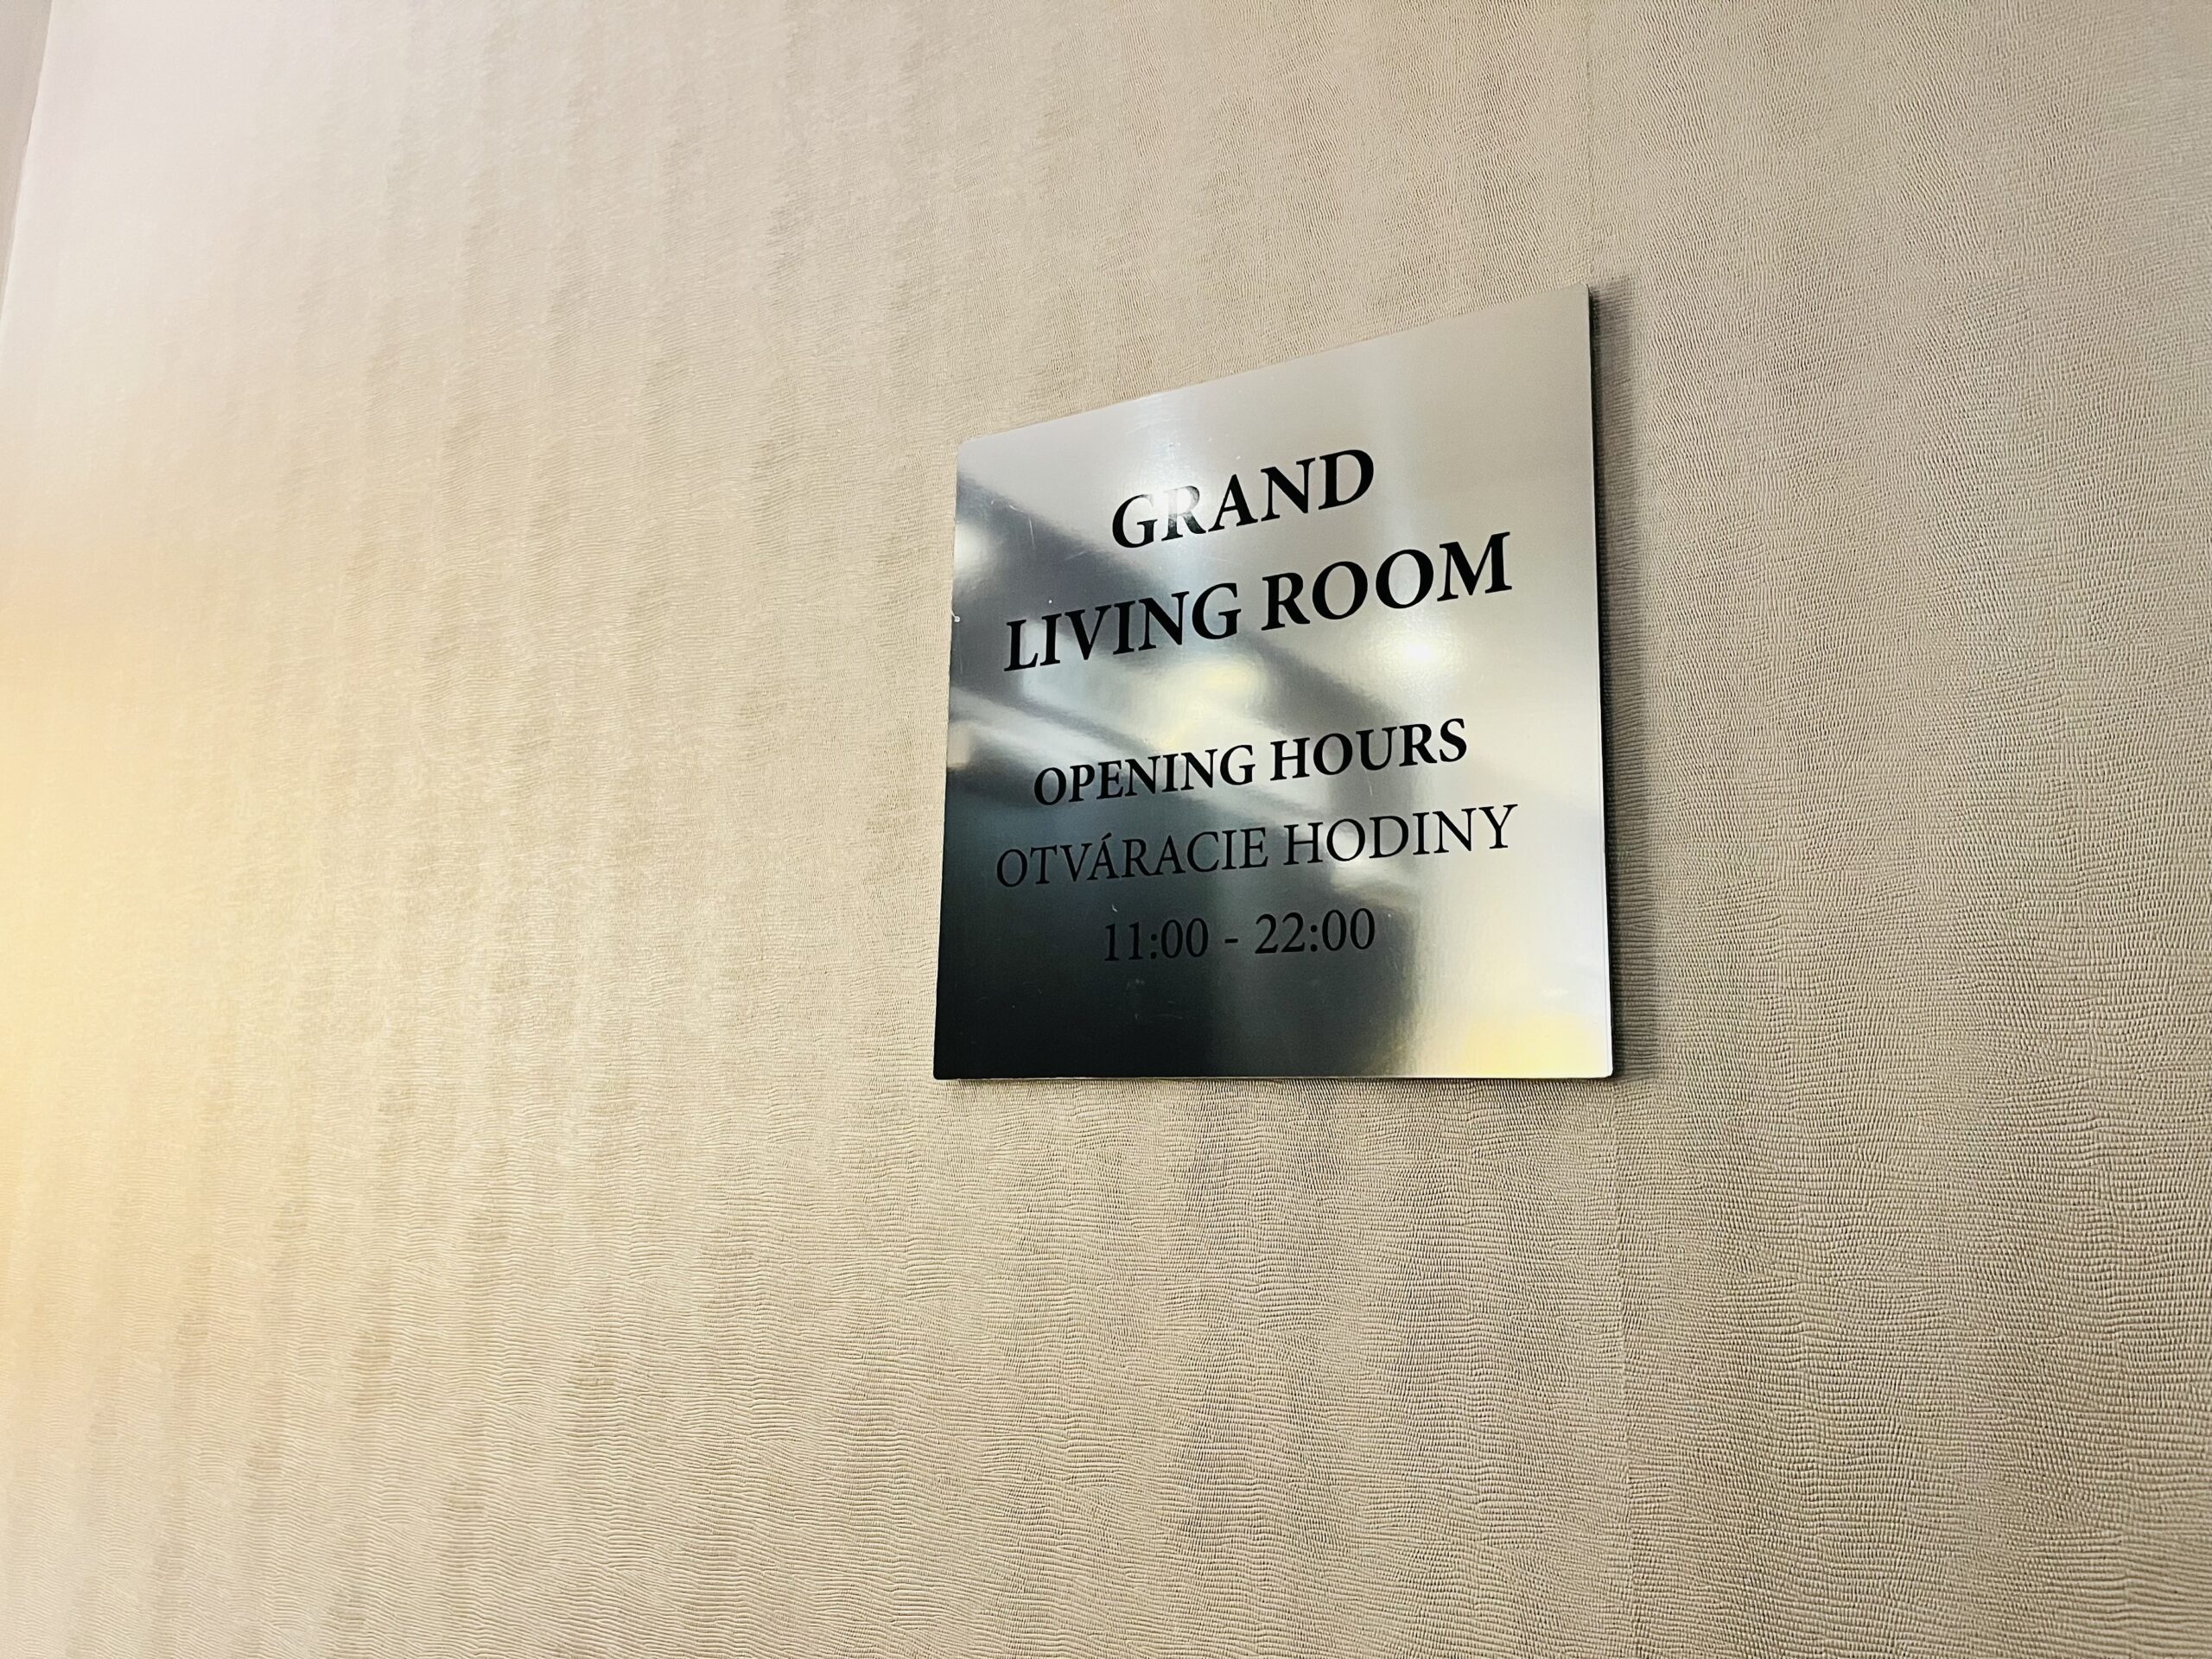 GRAND
LIVING ROOM
OPENING HOURS
OTVÁRACIE HODINY
11:00 - 22:00